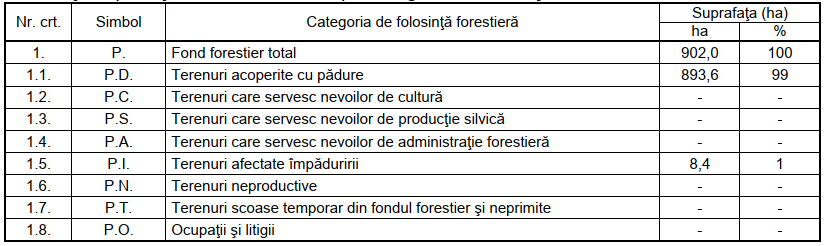 Nr. crt. Simbol Categoria de folosinţă forestieră Suprafaţa (ha)
ha %
1. P. Fond forestier total 902,0 100
1.1. P.D. Terenuri acoperite cu pădure 893,6 99
1.2. P.C. Terenuri care servesc nevoilor de cultură - -
1.3. P.S. Terenuri care servesc nevoilor de producţie silvică - -
1.4. P.A. Terenuri care servesc nevoilor de administraţie forestieră - -
1.5. P.I. Terenuri afectate împăduririi 8,4 1
1.6. P.N. Terenuri neproductive - -
1.7. P.T. Terenuri scoase temporar din fondul forestier şi neprimite - -
1.8. P.O. Ocupaţii şi litigii - -